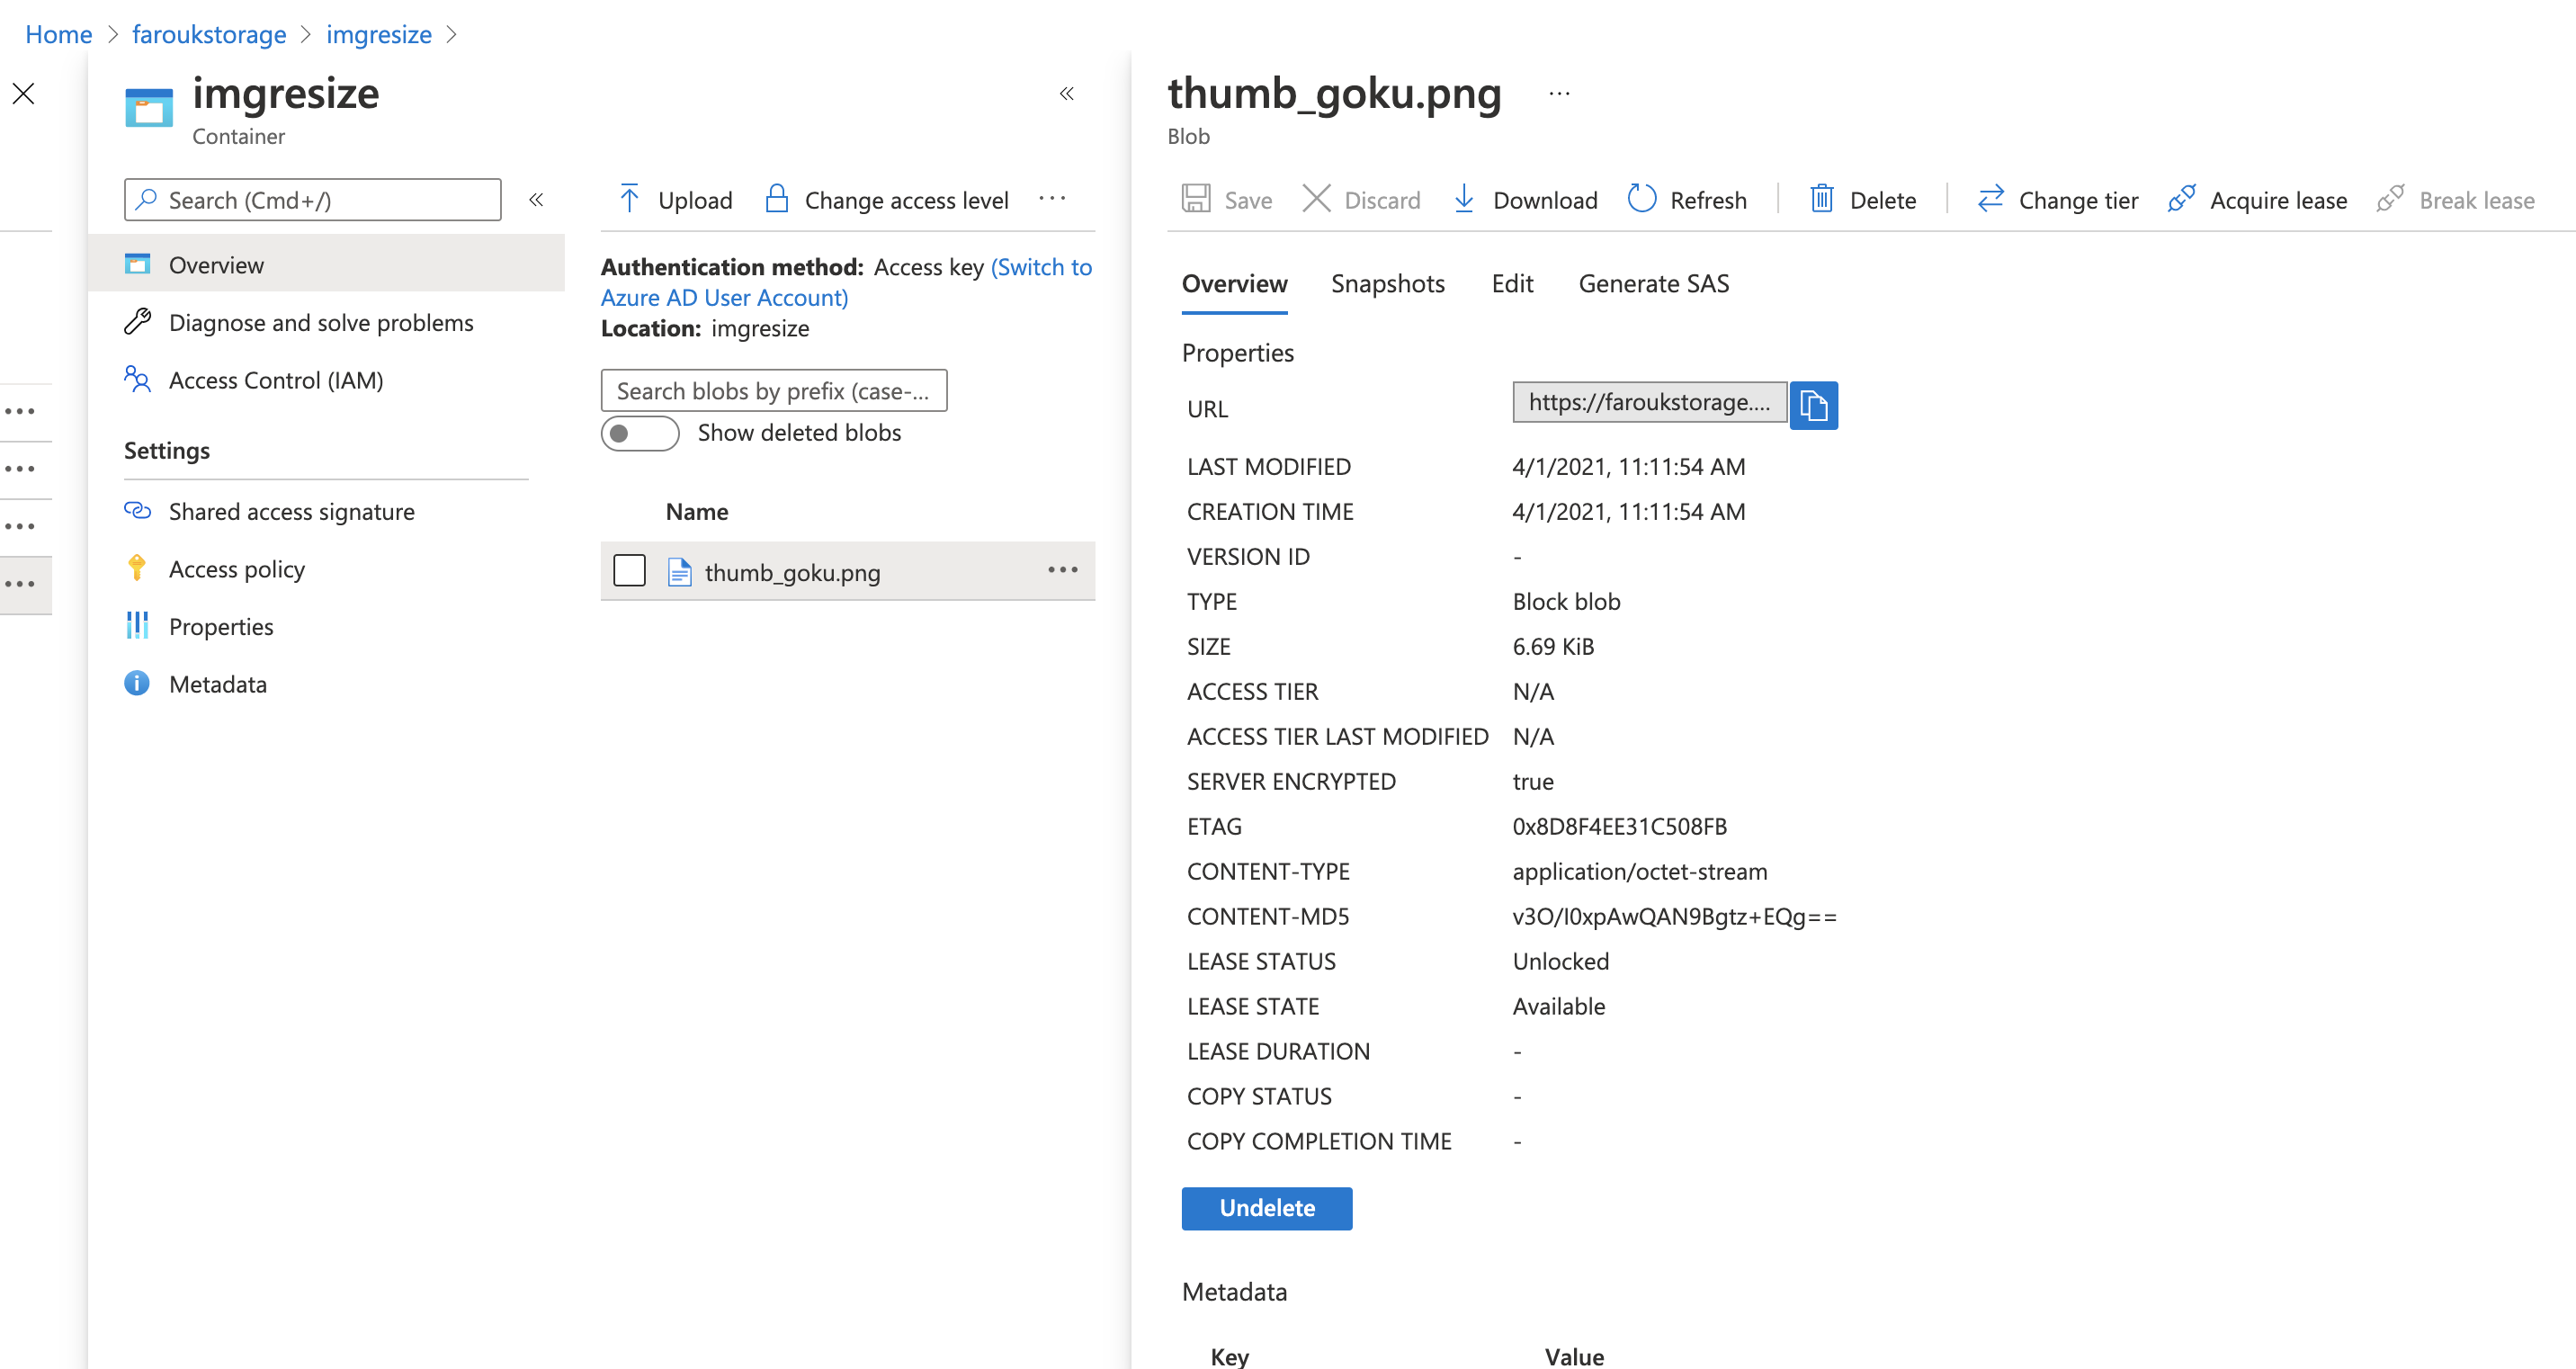 Home > faroukstorage > imgresize >
imgresize
Container
Search (Cmd+/)
Overview
Diagnose and solve problems
Access Control (IAM)
Settings
Shared access signature
Access policy
Properties
Metadata
Upload Change access level ...
Authentication method: Access key (Switch to
Azure AD User Account)
Location: imgresize
Search blobs by prefix (case-...
Show deleted blobs
Name
thumb_goku.png
thumb_goku.png ...
Blob
Save Discard Download Refresh Delete Change tier Acquire lease Break lease
Overview Snapshots Edit Generate SAS
Properties
URL https://faroukstorage....
LAST MODIFIED 4/1/2021, 11:11:54 AM
CREATION TIME 4/1/2021, 11:11:54 AM
VERSION ID -
TYPE Block blob
SIZE 6.69 KiB
ACCESS TIER N/A
ACCESS TIER LAST MODIFIED N/A
SERVER ENCRYPTED true
ETAG 0x8D8F4EE31C508FB
CONTENT-TYPE application/octet-stream
CONTENT-MD5 v3O/I0xpAwQAN9Bgtz+EQg==
LEASE STATUS Unlocked
LEASE STATE Available
LEASE DURATION -
COPY STATUS -
COPY COMPLETION TIME -
Undelete
Metadata
Key Value